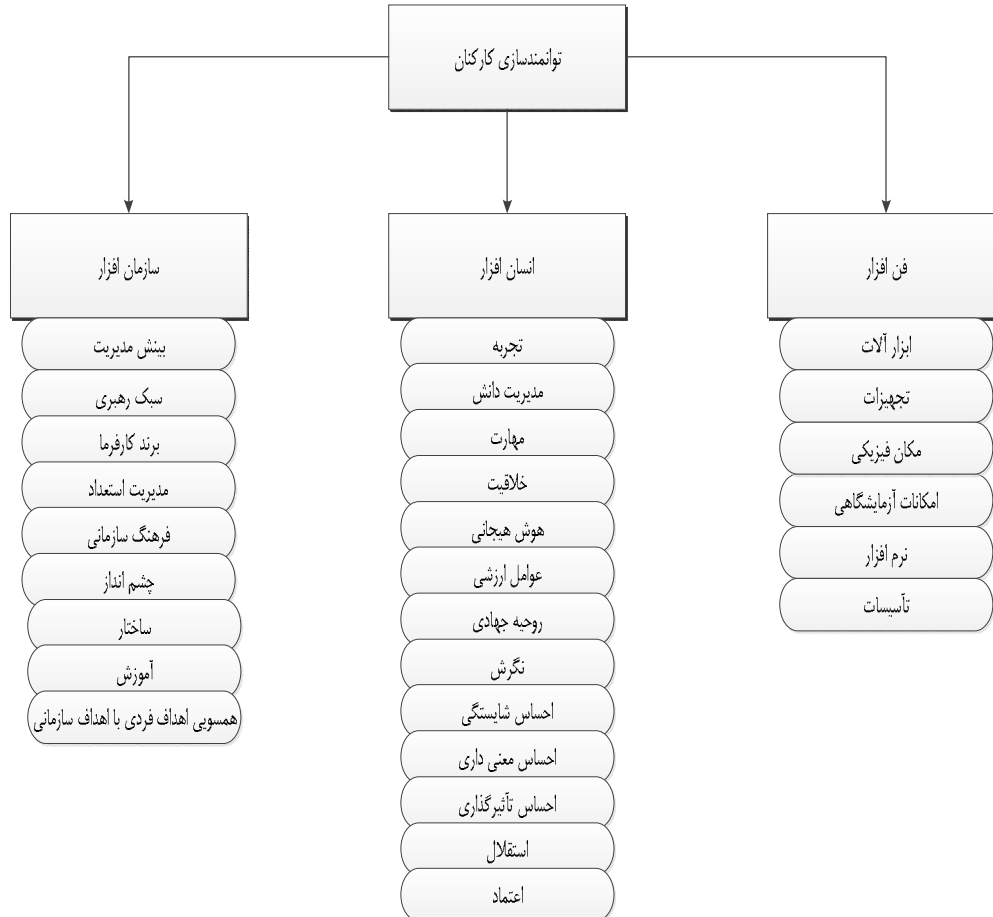 توانمندسازی کارکنان
فن افزار
ابزار آلات
تجهیزات
مکان فیزیکی
امکانات آزمایشگاهی
نرم افزار
تأسیسات
انسان افزار
تجربه
مدیریت دانش
مهارت
خلاقیت
هوش هیجانی
عوامل ارزشی
روحیه جهادی
نگرش
احساس شایستگی
احساس معنی داری
احساس تأثیرگذاری
استقلال
اعتماد
سازمان افزار
بینش مدیریت
سبک رهبری
برند کارفرما
مدیریت استعداد
فرهنگ سازمانی
چشم انداز
ساختار
آموزش
همسویی اهداف فردی با اهداف سازمانی